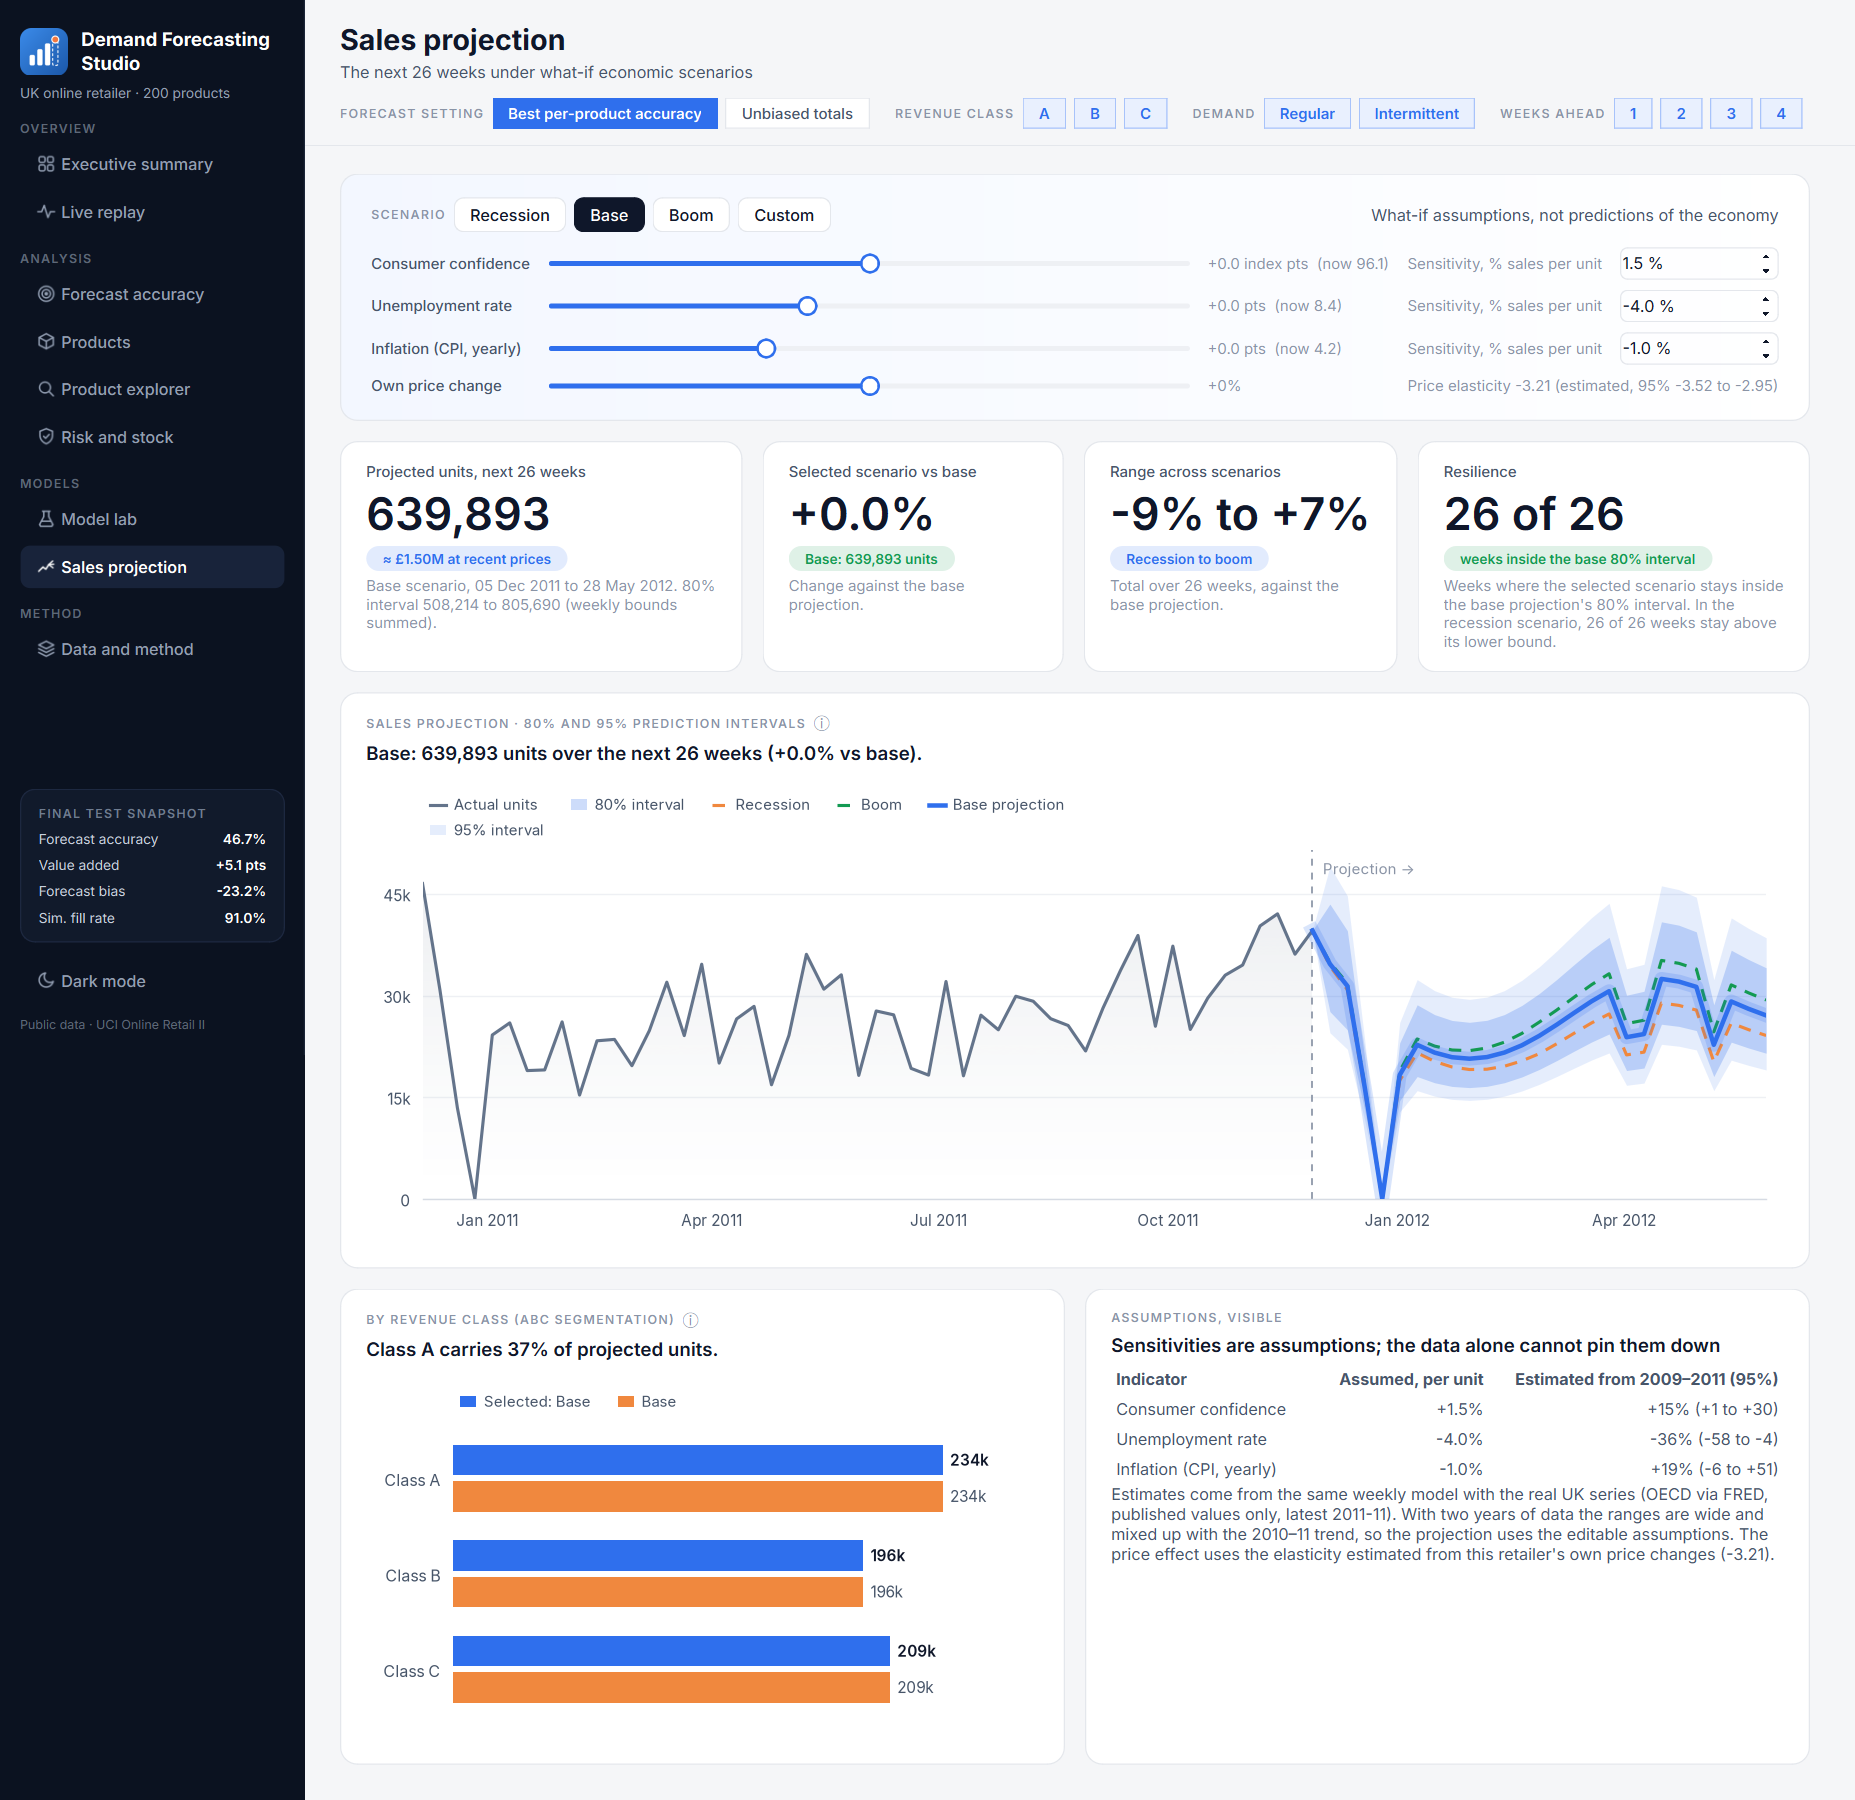 Demand Forecasting
Studio
UK online retailer · 200 products
OVERVIEW
Executive summary
Live replay
ANALYSIS
Forecast accuracy
Products
Product explorer
Risk and stock
MODELS
Model lab
Sales projection
METHOD
Data and method
FINAL TEST SNAPSHOT
Forecast accuracy 46.7%
Value added +5.1 pts
Forecast bias -23.2%
Sim. fill rate 91.0%
Dark mode
Public data · UCI Online Retail II
Sales projection
The next 26 weeks under what-if economic scenarios
FORECAST SETTING Best per-product accuracy Unbiased totals REVENUE CLASS A B C DEMAND Regular Intermittent WEEKS AHEAD 1 2 3 4
SCENARIO Recession Base Boom Custom What-if assumptions, not predictions of the economy
Consumer confidence +0.0 index pts (now 96.1) Sensitivity, % sales per unit 1.5 %
Unemployment rate +0.0 pts (now 8.4) Sensitivity, % sales per unit -4.0 %
Inflation (CPI, yearly) +0.0 pts (now 4.2) Sensitivity, % sales per unit -1.0 %
Own price change +0% Price elasticity -3.21 (estimated, 95% -3.52 to -2.95)
Projected units, next 26 weeks
639,893
≈ £1.50M at recent prices
Base scenario, 05 Dec 2011 to 28 May 2012. 80%
interval 508,214 to 805,690 (weekly bounds
summed).
Selected scenario vs base
+0.0%
Base: 639,893 units
Change against the base
projection.
Range across scenarios
-9% to +7%
Recession to boom
Total over 26 weeks, against the
base projection.
Resilience
26 of 26
weeks inside the base 80% interval
Weeks where the selected scenario stays inside
the base projection's 80% interval. In the
recession scenario, 26 of 26 weeks stay above
its lower bound.
SALES PROJECTION · 80% AND 95% PREDICTION INTERVALS ⓘ
Base: 639,893 units over the next 26 weeks (+0.0% vs base).
Actual units 80% interval Recession Boom Base projection
95% interval
Projection →
45k
30k
15k
0
Jan 2011 Apr 2011 Jul 2011 Oct 2011 Jan 2012 Apr 2012
BY REVENUE CLASS (ABC SEGMENTATION) ⓘ
Class A carries 37% of projected units.
Selected: Base Base
Class A 234k
234k
Class B 196k
196k
Class C 209k
209k
ASSUMPTIONS, VISIBLE
Sensitivities are assumptions; the data alone cannot pin them down
Indicator Assumed, per unit Estimated from 2009–2011 (95%)
Consumer confidence +1.5% +15% (+1 to +30)
Unemployment rate -4.0% -36% (-58 to -4)
Inflation (CPI, yearly) -1.0% +19% (-6 to +51)
Estimates come from the same weekly model with the real UK series (OECD via FRED,
published values only, latest 2011-11). With two years of data the ranges are wide and
mixed up with the 2010–11 trend, so the projection uses the editable assumptions. The
price effect uses the elasticity estimated from this retailer's own price changes (-3.21).